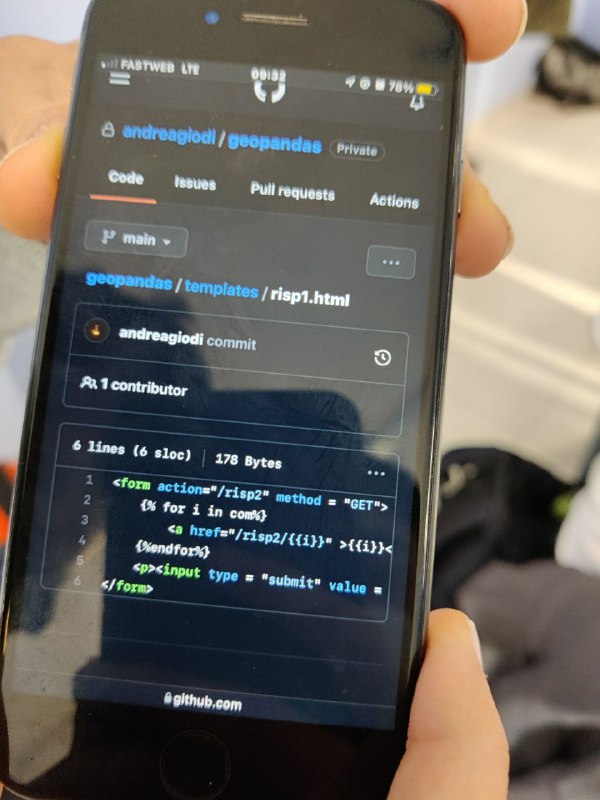 FASTWEB LTE 09:32 78%
andreagiodi / geopandas Private
Code Issues Pull requests Actions
main
geopandas / templates / risp1.html
andreagiodi commit
1 contributor
6 lines (6 sloc) 178 Bytes
1 <form action="/risp2" method = "GET">
2 {% for i in com%}
3 <a href="/risp2/{{i}}" >{{i}}<
4 {%endfor%}
5 <p><input type = "submit" value =
6 </form>
github.com